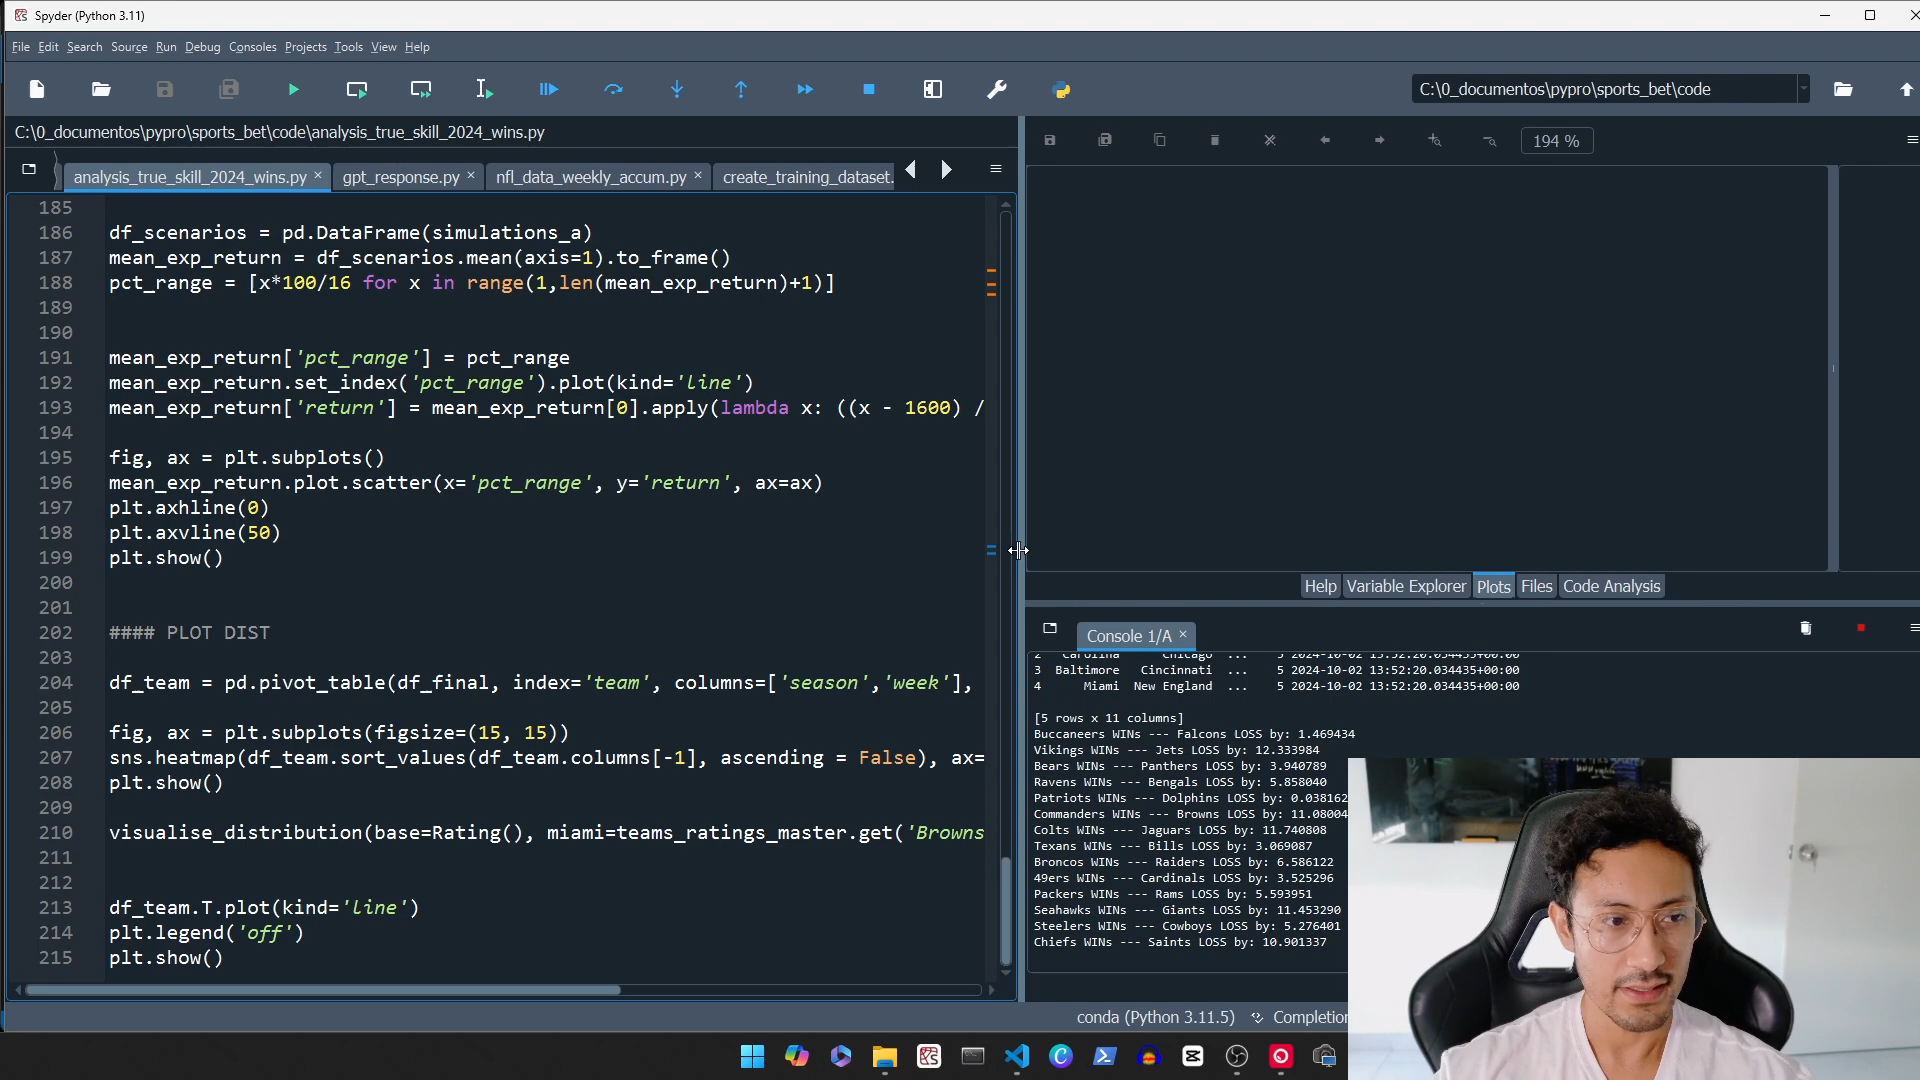 Spyder (Python 3.11)
File Edit Search Source Run Debug Consoles Projects Tools View Help
C:\0_documentos\pypro\sports_bet\code
C:\0_documentos\pypro\sports_bet\code\analysis_true_skill_2024_wins.py
analysis_true_skill_2024_wins.py gpt_response.py nfl_data_weekly_accum.py create_training_dataset.
194 %
185
186 df_scenarios = pd.DataFrame(simulations_a)
187 mean_exp_return = df_scenarios.mean(axis=1).to_frame()
188 pct_range = [x*100/16 for x in range(1,len(mean_exp_return)+1)]
189
190
191 mean_exp_return['pct_range'] = pct_range
192 mean_exp_return.set_index('pct_range').plot(kind='line')
193 mean_exp_return['return'] = mean_exp_return[0].apply(lambda x: ((x - 1600) /
194
195 fig, ax = plt.subplots()
196 mean_exp_return.plot.scatter(x='pct_range', y='return', ax=ax)
197 plt.axhline(0)
198 plt.axvline(50)
199 plt.show()
200
201
202 #### PLOT DIST
203
204 df_team = pd.pivot_table(df_final, index='team', columns=['season','week'],
205
206 fig, ax = plt.subplots(figsize=(15, 15))
207 sns.heatmap(df_team.sort_values(df_team.columns[-1], ascending = False), ax=
208 plt.show()
209
210 visualise_distribution(base=Rating(), miami=teams_ratings_master.get('Browns
211
212
213 df_team.T.plot(kind='line')
214 plt.legend('off')
215 plt.show()
Help Variable Explorer Plots Files Code Analysis
Console 1/A
2 Carolina Chicago ... 5 2024-10-02 13:52:20.034435+00:00
3 Baltimore Cincinnati ... 5 2024-10-02 13:52:20.034435+00:00
4 Miami New England ... 5 2024-10-02 13:52:20.034435+00:00
[5 rows x 11 columns]
Buccaneers WINs --- Falcons LOSS by: 1.469434
Vikings WINs --- Jets LOSS by: 12.333984
Bears WINs --- Panthers LOSS by: 3.940789
Ravens WINs --- Bengals LOSS by: 5.858040
Patriots WINs --- Dolphins LOSS by: 0.038162
Commanders WINs --- Browns LOSS by: 11.08004
Colts WINs --- Jaguars LOSS by: 11.740808
Texans WINs --- Bills LOSS by: 3.069087
Broncos WINs --- Raiders LOSS by: 6.586122
49ers WINs --- Cardinals LOSS by: 3.525296
Packers WINs --- Rams LOSS by: 5.593951
Seahawks WINs --- Giants LOSS by: 11.453290
Steelers WINs --- Cowboys LOSS by: 5.276401
Chiefs WINs --- Saints LOSS by: 10.901337
conda (Python 3.11.5) Completion